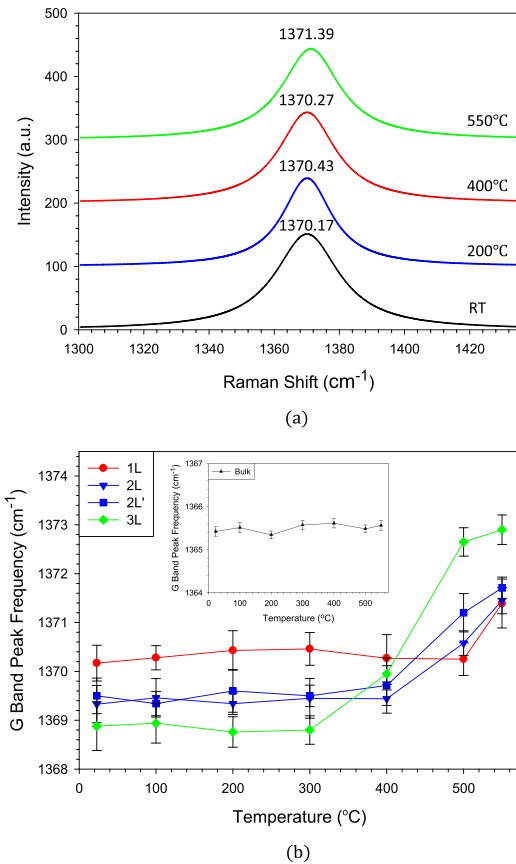 500
400
300
200
100
0
Intensity (a.u.)
1371.39
550℃
1370.27
400℃
1370.43
200℃
1370.17
RT
1300 1320 1340 1360 1380 1400 1420
Raman Shift (cm⁻¹)
(a)
1374
1373
1372
1371
1370
1369
1368
G Band Peak Frequency (cm⁻¹)
1L
2L
2L'
3L
1367
1366
1365
1364
G Band Peak Frequency (cm⁻¹)
Bulk
0 100 200 300 400 500
Temperature (°C)
0 100 200 300 400 500
Temperature (°C)
(b)